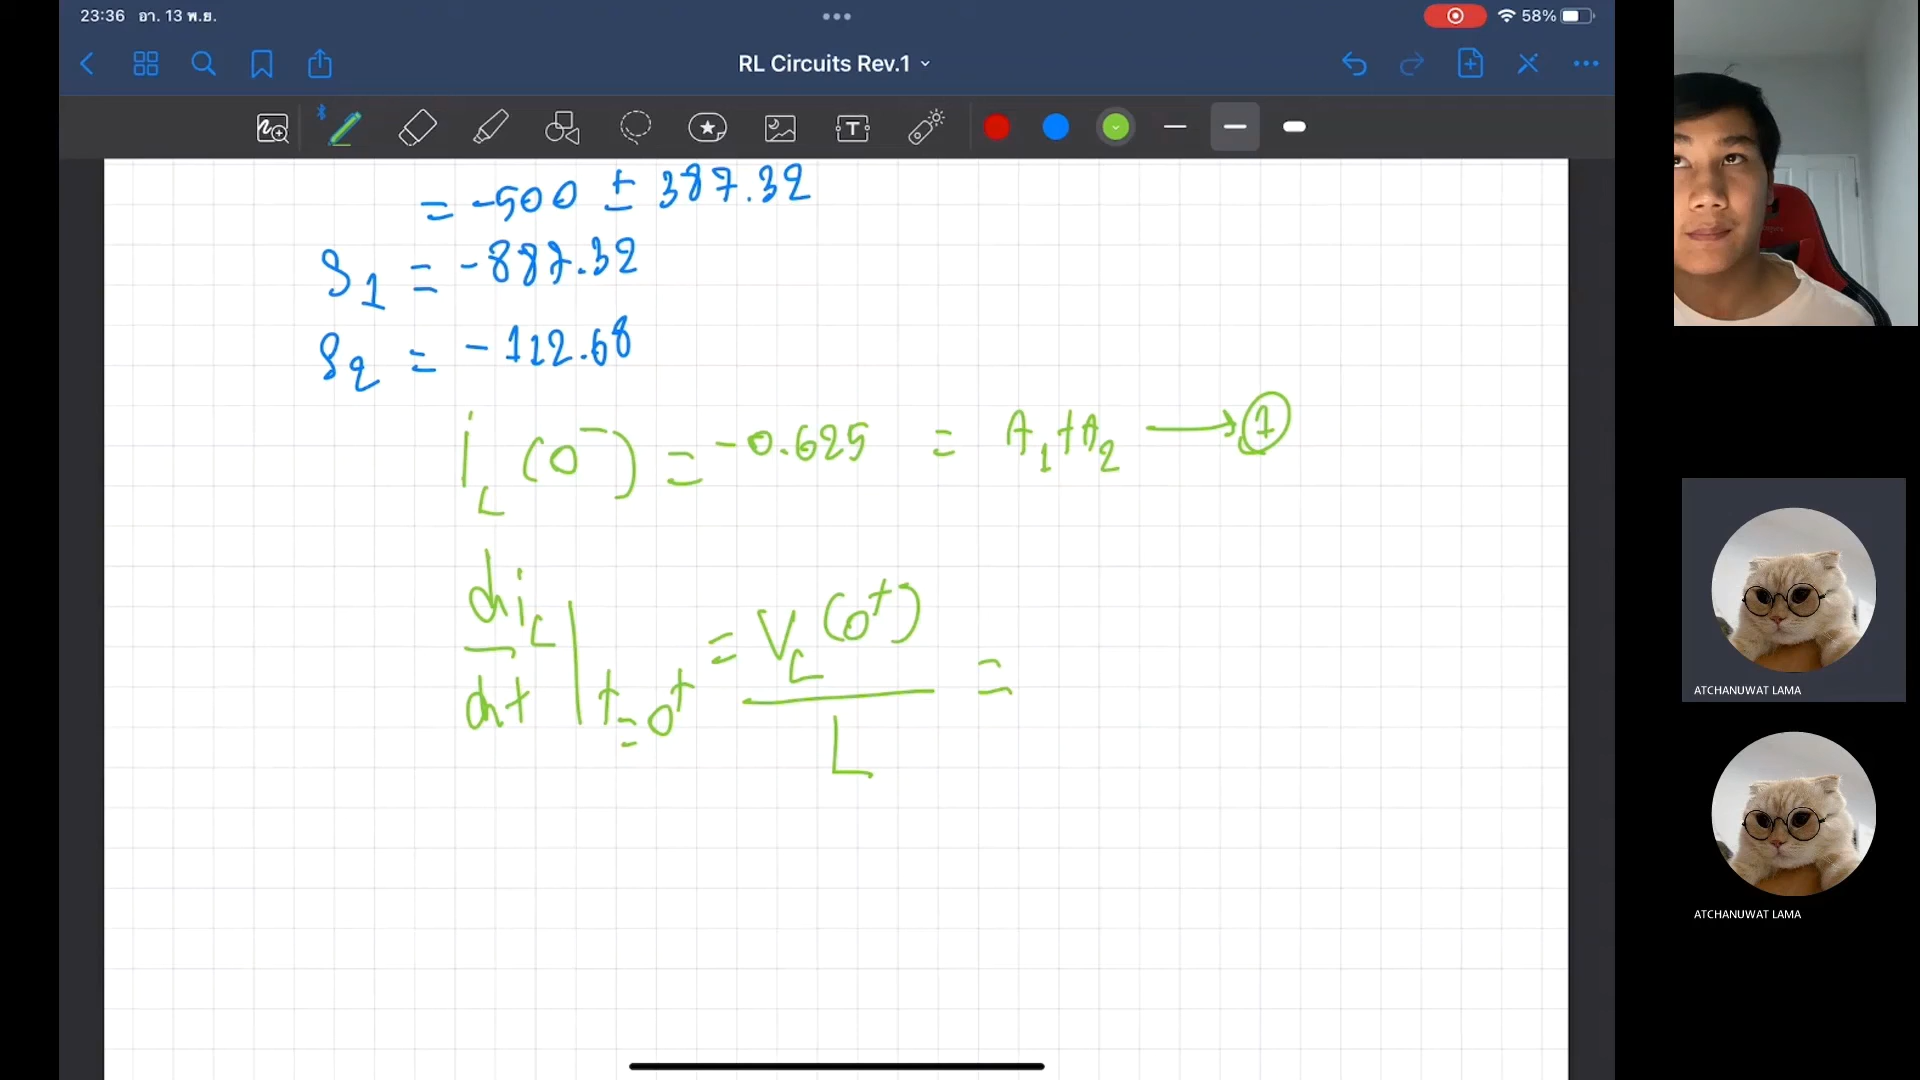 23:36 อา. 13 พ.ย.
58%
RL Circuits Rev.1
= -500 ± 387.32
S1 = -887.32
S2 = -112.68
iL(0⁻) = -0.625 = A1+A2 → ①
diL/dt | t=0⁺ = VL(0⁺)/L =
ATCHANUWAT LAMA
ATCHANUWAT LAMA